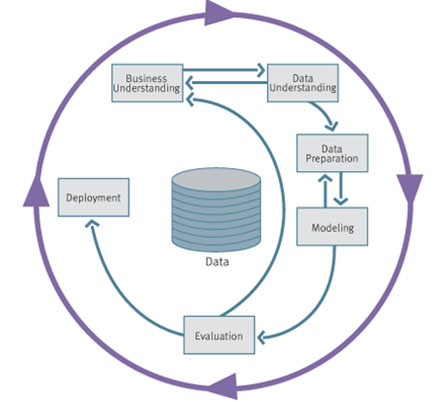 Business
Understanding
Data
Understanding
Data
Preparation
Deployment
Modeling
Data
Evaluation